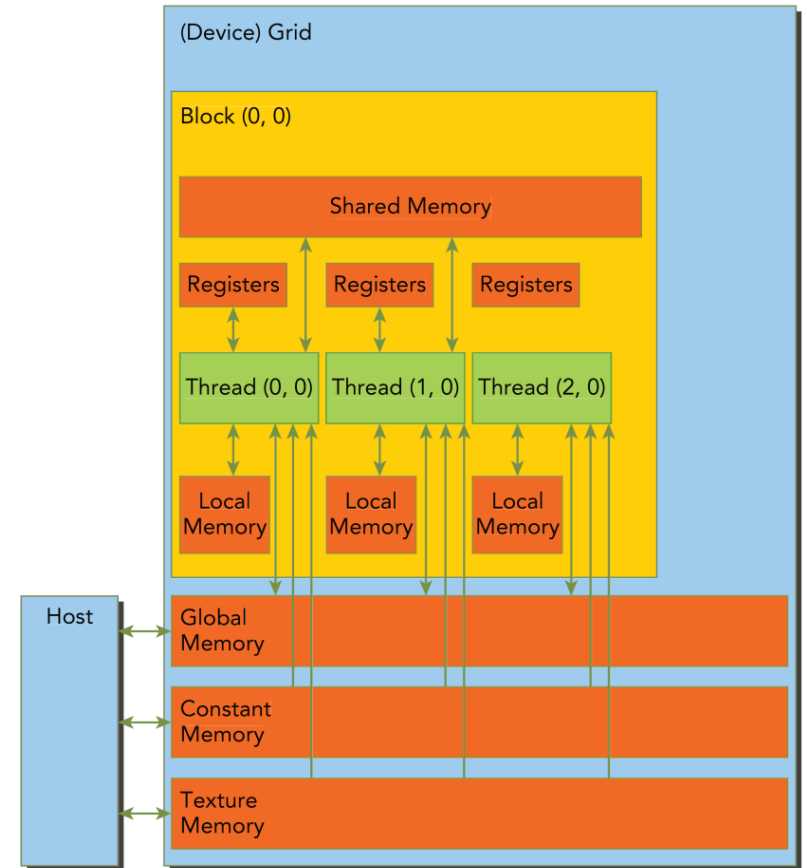 (Device) Grid
Block (0, 0)
Shared Memory
Registers
Registers
Registers
Thread (0, 0)
Thread (1, 0)
Thread (2, 0)
Local
Memory
Local
Memory
Local
Memory
Host
Global
Memory
Constant
Memory
Texture
Memory